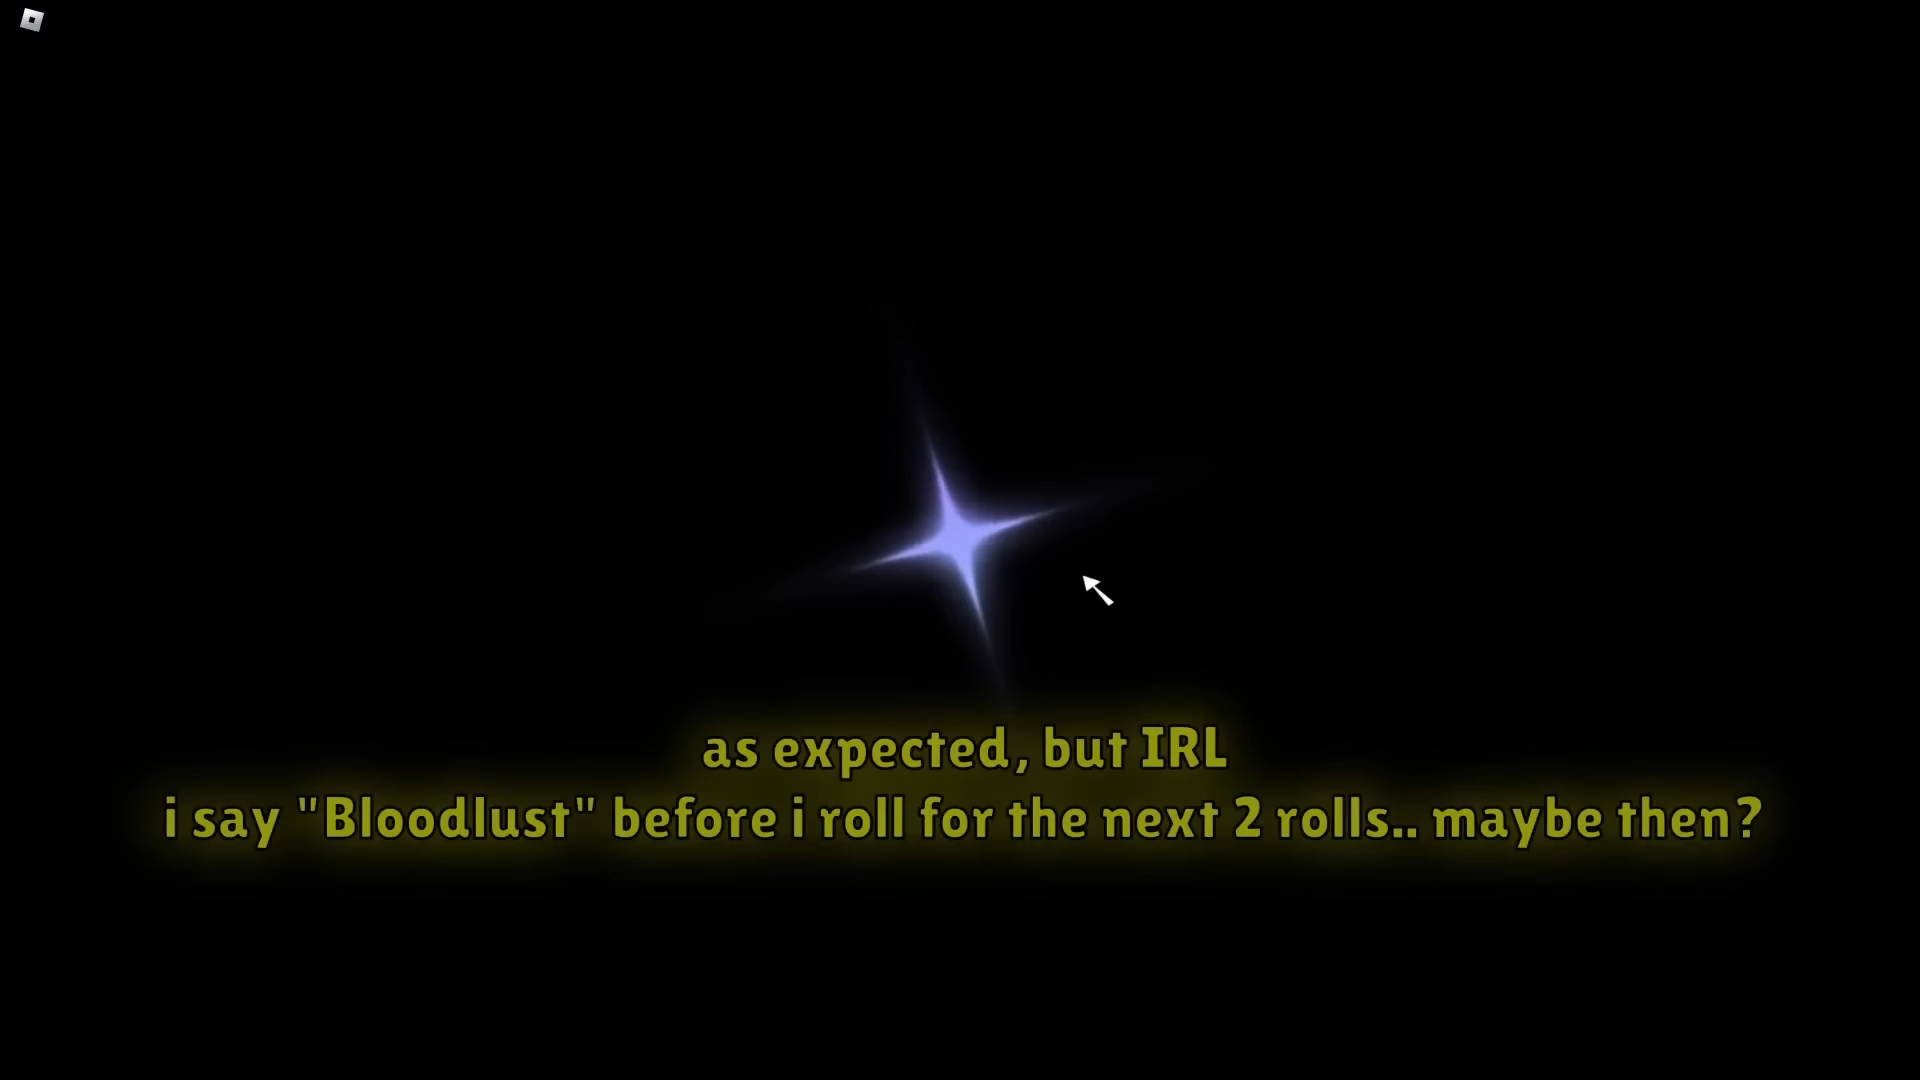 as expected, but IRL
i say "Bloodlust" before i roll for the next 2 rolls.. maybe then?